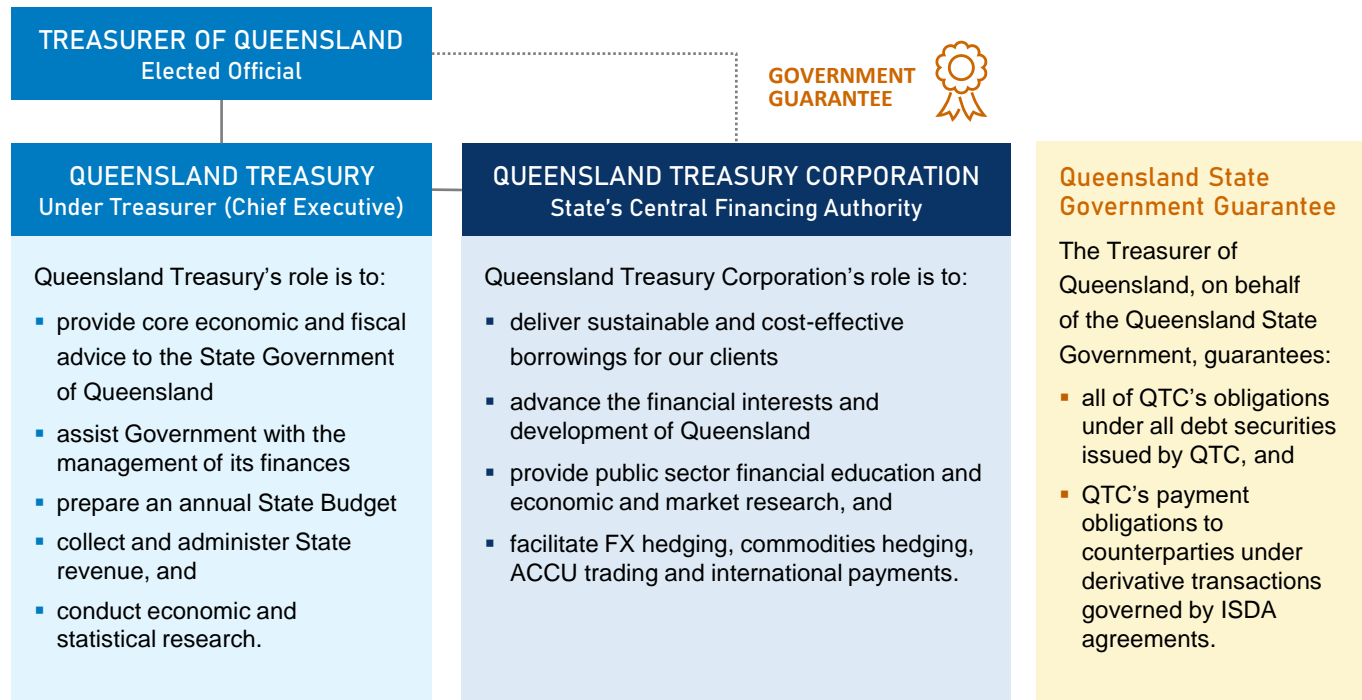 TREASURER OF QUEENSLAND
Elected Official
GOVERNMENT
GUARANTEE
QUEENSLAND TREASURY
Under Treasurer (Chief Executive)
Queensland Treasury's role is to:
▪ provide core economic and fiscal
advice to the State Government
of Queensland
▪ assist Government with the
management of its finances
▪ prepare an annual State Budget
▪ collect and administer State
revenue, and
▪ conduct economic and
statistical research.
QUEENSLAND TREASURY CORPORATION
State's Central Financing Authority
Queensland Treasury Corporation's role is to:
▪ deliver sustainable and cost-effective
borrowings for our clients
▪ advance the financial interests and
development of Queensland
▪ provide public sector financial education and
economic and market research, and
▪ facilitate FX hedging, commodities hedging,
ACCU trading and international payments.
Queensland State
Government Guarantee
The Treasurer of
Queensland, on behalf
of the Queensland State
Government, guarantees:
▪ all of QTC's obligations
under all debt securities
issued by QTC, and
▪ QTC's payment
obligations to
counterparties under
derivative transactions
governed by ISDA
agreements.